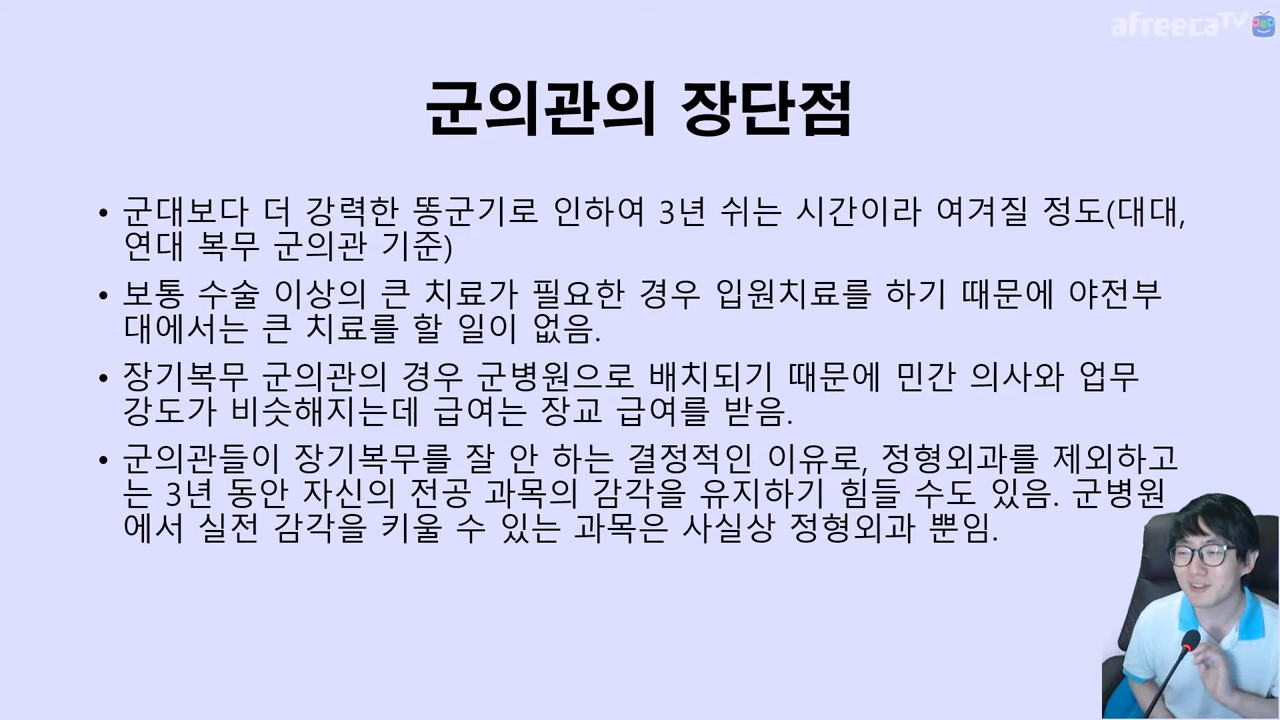 afreecaTV
군의관의 장단점
• 군대보다 더 강력한 똥군기로 인하여 3년 쉬는 시간이라 여겨질 정도(대대,
연대 복무 군의관 기준)
• 보통 수술 이상의 큰 치료가 필요한 경우 입원치료를 하기 때문에 야전부
대에서는 큰 치료를 할 일이 없음.
• 장기복무 군의관의 경우 군병원으로 배치되기 때문에 민간 의사와 업무
강도가 비슷해지는데 급여는 장교 급여를 받음.
• 군의관들이 장기복무를 잘 안 하는 결정적인 이유로, 정형외과를 제외하고
는 3년 동안 자신의 전공 과목의 감각을 유지하기 힘들 수도 있음. 군병원
에서 실전 감각을 키울 수 있는 과목은 사실상 정형외과 뿐임.